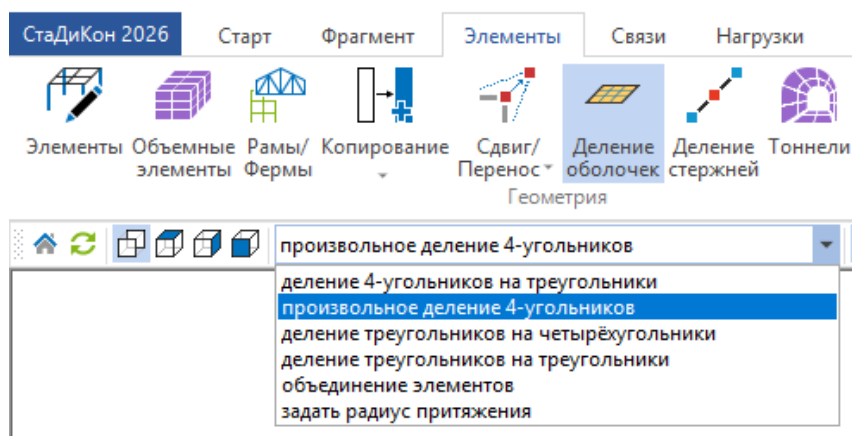 СтаДиКон 2026 Старт Фрагмент Элементы Связи Нагрузки
Элементы Объемные элементы Рамы/ Фермы Копирование Сдвиг/ Перенос Деление оболочек Деление стержней Тоннели
Геометрия
произвольное деление 4-угольников
деление 4-угольников на треугольники
произвольное деление 4-угольников
деление треугольников на четырёхугольники
деление треугольников на треугольники
объединение элементов
задать радиус притяжения